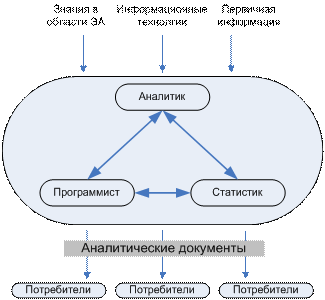 Знания в
области ЭА
Информационные
технологии
Первичная
информация
Аналитик
Программист
Статистик
Аналитические документы
Потребители
Потребители
Потребители